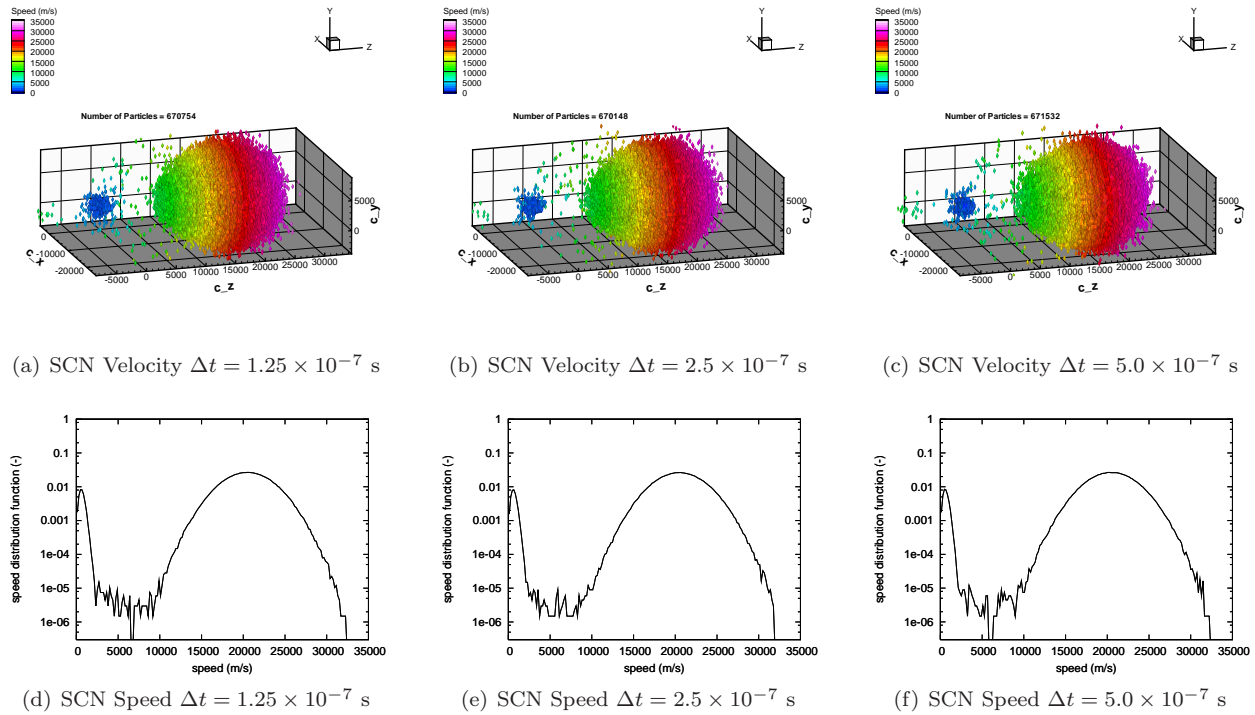 Speed (m/s)
35000
30000
25000
20000
15000
10000
5000
0
Y
X
Z
Number of Particles = 670754
5000
0
c_y
0
-10000
-20000
c_x
-5000
0
5000
10000
15000
20000
25000
30000
c_z
(a) SCN Velocity Δt = 1.25 × 10⁻⁷ s
Speed (m/s)
35000
30000
25000
20000
15000
10000
5000
0
Y
X
Z
Number of Particles = 670148
5000
0
c_y
0
-10000
-20000
c_x
-5000
0
5000
10000
15000
20000
25000
30000
c_z
(b) SCN Velocity Δt = 2.5 × 10⁻⁷ s
Speed (m/s)
35000
30000
25000
20000
15000
10000
5000
0
Y
X
Z
Number of Particles = 671532
5000
0
c_y
0
-10000
-20000
c_x
-5000
0
5000
10000
15000
20000
25000
30000
c_z
(c) SCN Velocity Δt = 5.0 × 10⁻⁷ s
speed distribution function (-)
1
0.1
0.01
0.001
1e-04
1e-05
1e-06
0 5000 10000 15000 20000 25000 30000 35000
speed (m/s)
(d) SCN Speed Δt = 1.25 × 10⁻⁷ s
speed distribution function (-)
1
0.1
0.01
0.001
1e-04
1e-05
1e-06
0 5000 10000 15000 20000 25000 30000 35000
speed (m/s)
(e) SCN Speed Δt = 2.5 × 10⁻⁷ s
speed distribution function (-)
1
0.1
0.01
0.001
1e-04
1e-05
1e-06
0 5000 10000 15000 20000 25000 30000 35000
speed (m/s)
(f) SCN Speed Δt = 5.0 × 10⁻⁷ s